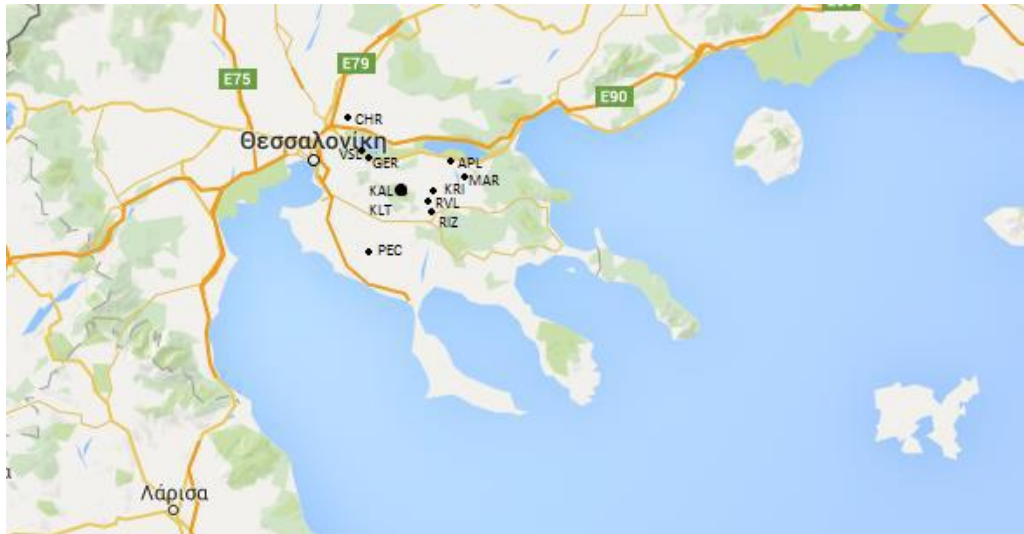 E79
E75
E90
CHR
Θεσσαλονίκη
VSL
GER
APL
MAR
KAL
KRI
KLT
RVL
RIZ
PEC
Λάρισα